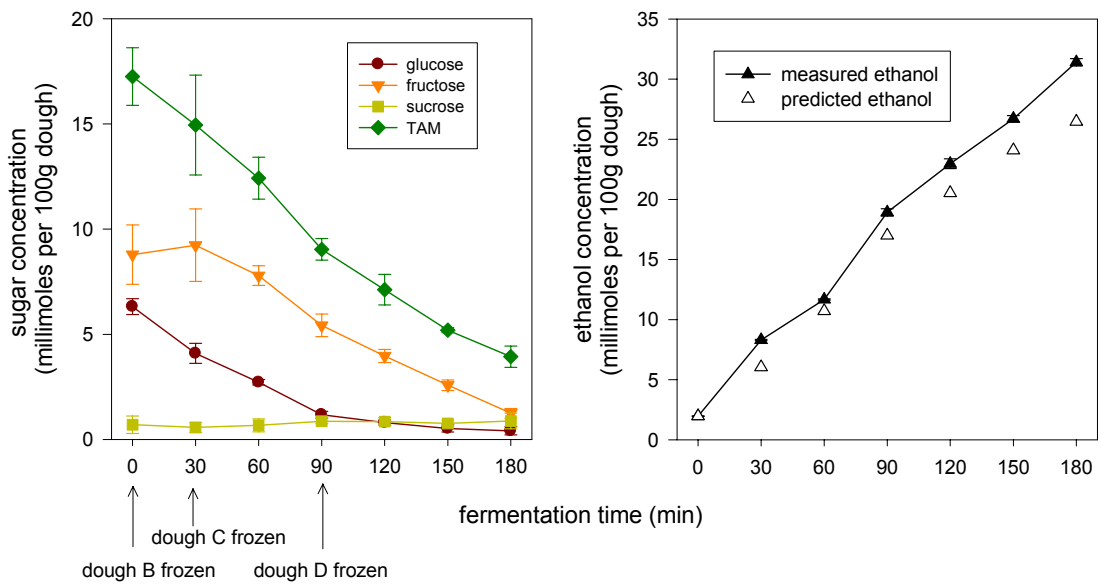 sugar concentration
(millimoles per 100g dough)
20
15
10
5
0
glucose
fructose
sucrose
TAM
0 30 60 90 120 150 180
dough C frozen
dough B frozen
dough D frozen
ethanol concentration
(millimoles per 100g dough)
35
30
25
20
15
10
5
0
measured ethanol
predicted ethanol
0 30 60 90 120 150 180
fermentation time (min)